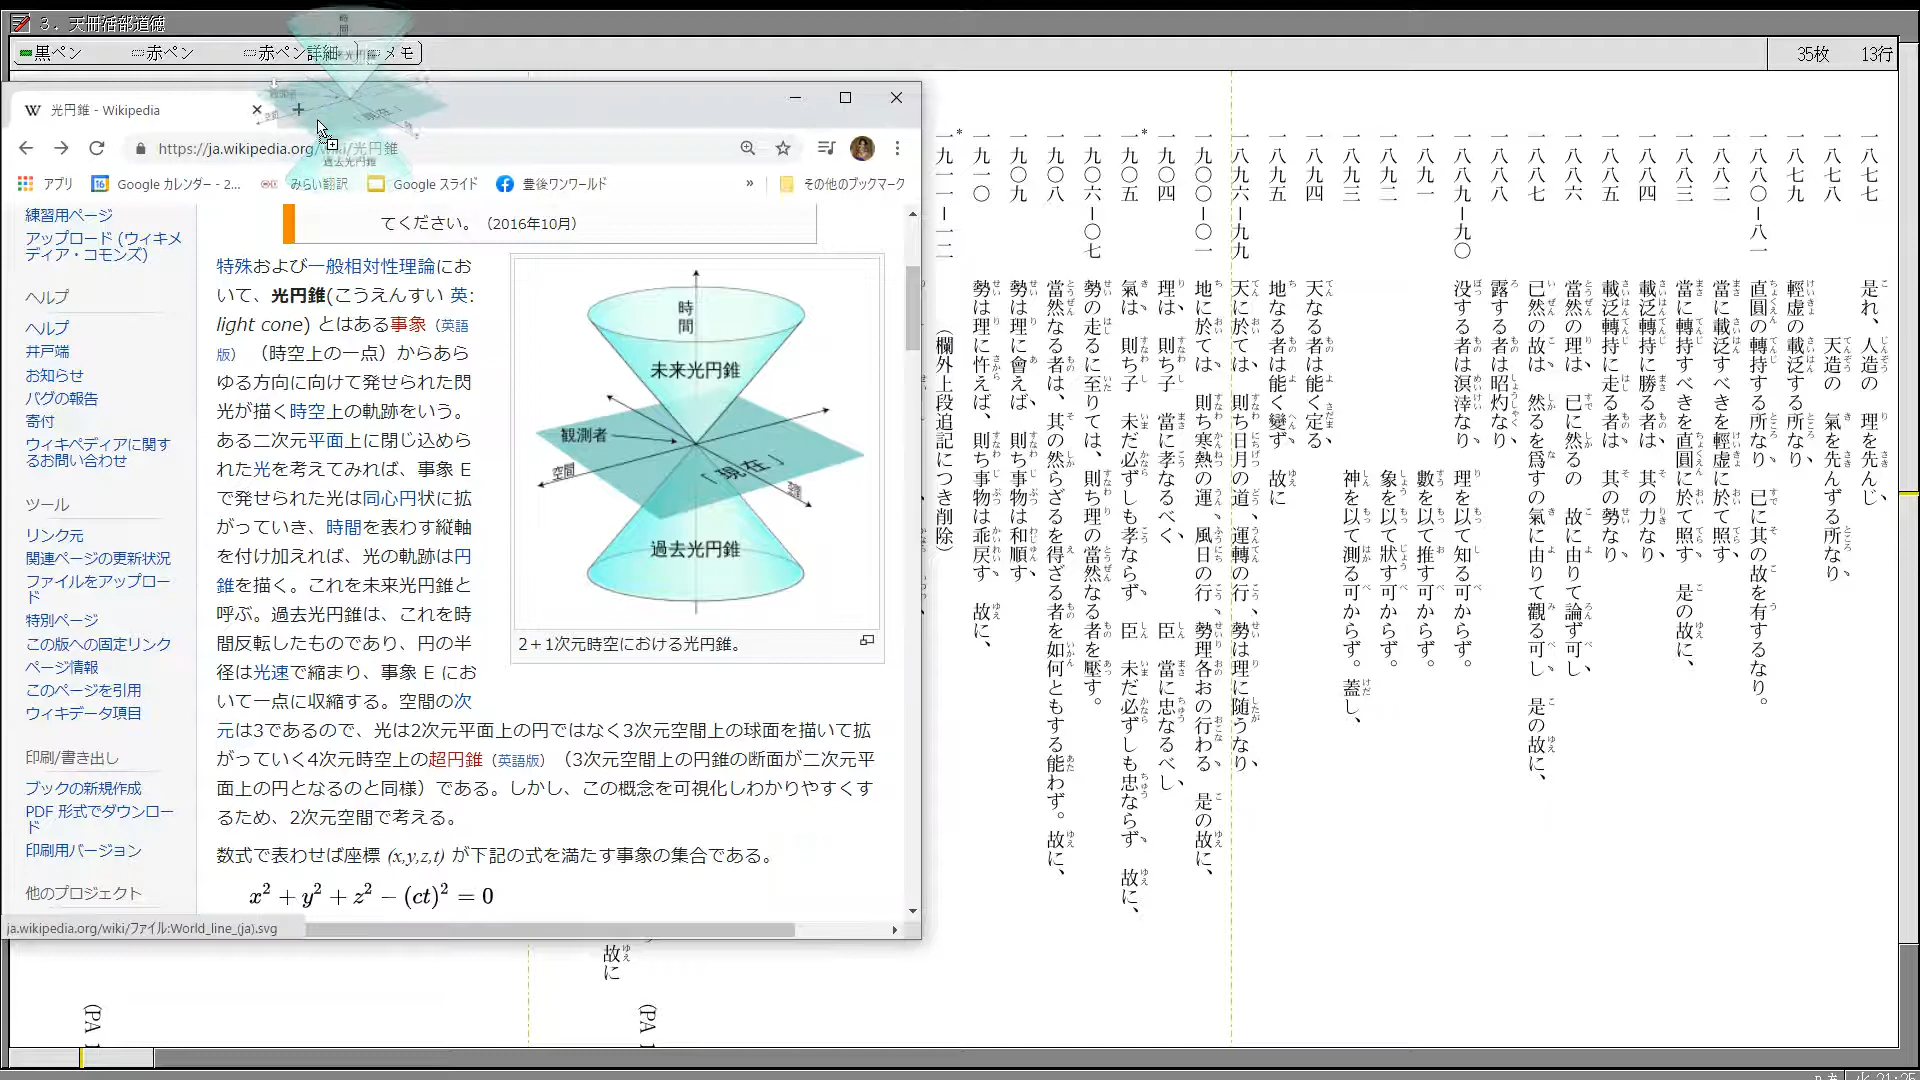 3. 天冊活部道徳
黒ペン
赤ペン
赤ペン詳細
メモ
35枚
13行
光円錐 - Wikipedia
https://ja.wikipedia.org/wiki/光円錐
アプリ
Google カレンダー - 2...
みらい翻訳
Google スライド
豊後ワンワールド
»
その他のブックマーク
練習用ページ
アップロード (ウィキメ
ディア・コモンズ)
ヘルプ
ヘルプ
井戸端
お知らせ
バグの報告
寄付
ウィキペディアに関す
るお問い合わせ
ツール
リンク元
関連ページの更新状況
ファイルをアップロー
ド
特別ページ
この版への固定リンク
ページ情報
このページを引用
ウィキデータ項目
印刷/書き出し
ブックの新規作成
PDF 形式でダウンロー
ド
印刷用バージョン
他のプロジェクト
てください。（2016年10月）
特殊および一般相対性理論にお
いて、光円錐(こうえんすい 英:
light cone) とはある事象（英語
版）（時空上の一点）からあら
ゆる方向に向けて発せられた閃
光が描く時空上の軌跡をいう。
ある二次元平面上に閉じ込めら
れた光を考えてみれば、事象 E
で発せられた光は同心円状に拡
がっていき、時間を表わす縦軸
を付け加えれば、光の軌跡は円
錐を描く。これを未来光円錐と
呼ぶ。過去光円錐は、これを時
間反転したものであり、円の半
径は光速で縮まり、事象 E にお
いて一点に収縮する。空間の次
元は3であるので、光は2次元平面上の円ではなく3次元空間上の球面を描いて拡
がっていく4次元時空上の超円錐（英語版）（3次元空間上の円錐の断面が二次元平
面上の円となるのと同様）である。しかし、この概念を可視化しわかりやすくす
るため、2次元空間で考える。
数式で表わせば座標 (x,y,z,t) が下記の式を満たす事象の集合である。
x² + y² + z² − (ct)² = 0
時間
未来光円錐
観測者
空間
「現在」
空間
過去光円錐
2＋1次元時空における光円錐。
ja.wikipedia.org/wiki/ファイル:World_line_(ja).svg
一八七七 是れ、人造の 理を先んじ、
一八七八 天造の 氣を先んずる所なり、
一八七九 輕虛の載泛する所なり、
一八八〇−八一 直圓の轉持する所なり 已に其の故を有するなり。
一八八二 當に載泛すべきを輕虛に於て照す、
一八八三 當に轉持すべきを直圓に於て照す 是の故に、
一八八四 載泛轉持に勝る者は 其の力なり、
一八八五 載泛轉持に走る者は 其の勢なり
一八八六 當然の理は、已に然るの 故に由りて論ず可し、
一八八七 已然の故は、然るを爲すの氣に由りて觀る可し 是の故に、
一八八八 露する者は昭灼なり
一八八九−九〇 没する者は溟涬なり、理を以て知る可からず。
一八九一 數を以て推す可からず。
一八九二 象を以て狀す可からず。
一八九三 神を以て測る可からず。蓋し、
一八九四 天なる者は能く定る、
一八九五 地なる者は能く變ず 故に
一八九六−九九 天に於ては、則ち日月の道、運轉の行、勢は理に随うなり、
一九〇〇−〇一 地に於ては 則ち寒熱の運、風日の行、勢理各おの行わる 是の故に、
一九〇四 理は、則ち子 當に孝なるべく 臣 當に忠なるべし、
*一九〇五 氣は、則ち子 未だ必ずしも孝ならず 臣 未だ必ずしも忠ならず、故に、
一九〇六−〇七 勢の走るに至りては、則ち理の當然なる者を壓す。
一九〇八 當然なる者は、其の然らざるを得ざる者を如何ともする能わず。故に、
一九〇九 勢は理に會えば、則ち事物は和順す、
一九一〇 勢は理に忤えば、則ち事物は乖戻す、故に、
*一九一一−一二 （欄外上段追記につき削除）
故に
(PA 1
(PA 1